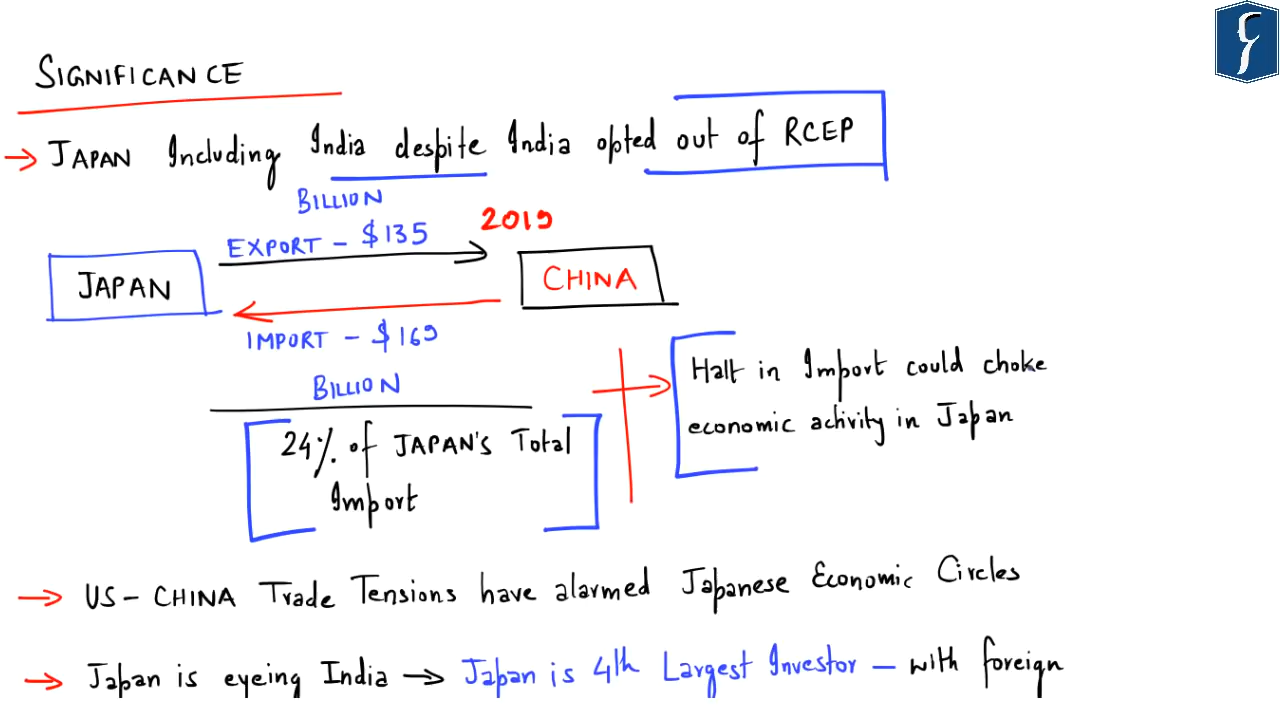 SIGNIFICANCE
→ JAPAN Including India despite India opted out of RCEP
BILLION
EXPORT - $135
2019
JAPAN
CHINA
IMPORT - $169
BILLION
24% of JAPAN'S Total
Import
Halt in Import could choke
economic activity in Japan
→ US - CHINA Trade Tensions have alarmed Japanese Economic Circles
→ Japan is eyeing India → Japan is 4th Largest Investor - with foreign